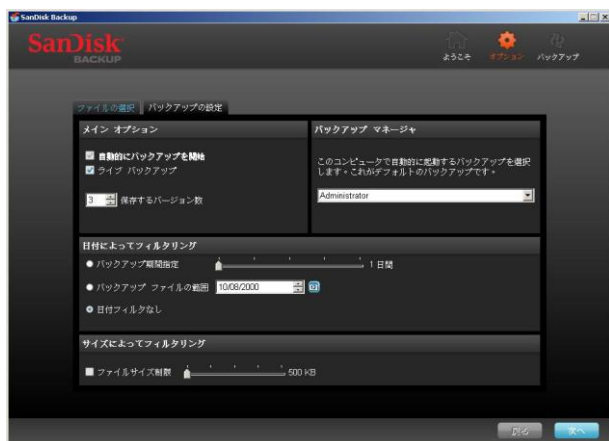 SanDisk Backup
SanDisk
BACKUP
ようこそ
オプション
バックアップ
ファイルの選択
バックアップの設定
メイン オプション
自動的にバックアップを開始
ライブ バックアップ
3 保存するバージョン数
バックアップ マネージャ
このコンピュータで自動的に起動するバックアップを選択
します。これがデフォルトのバックアップです。
Administrator
日付によってフィルタリング
バックアップ期間指定 1 日間
バックアップ ファイルの範囲 10/08/2000
日付フィルタなし
サイズによってフィルタリング
ファイルサイズ制限 500 KB
戻る
次へ